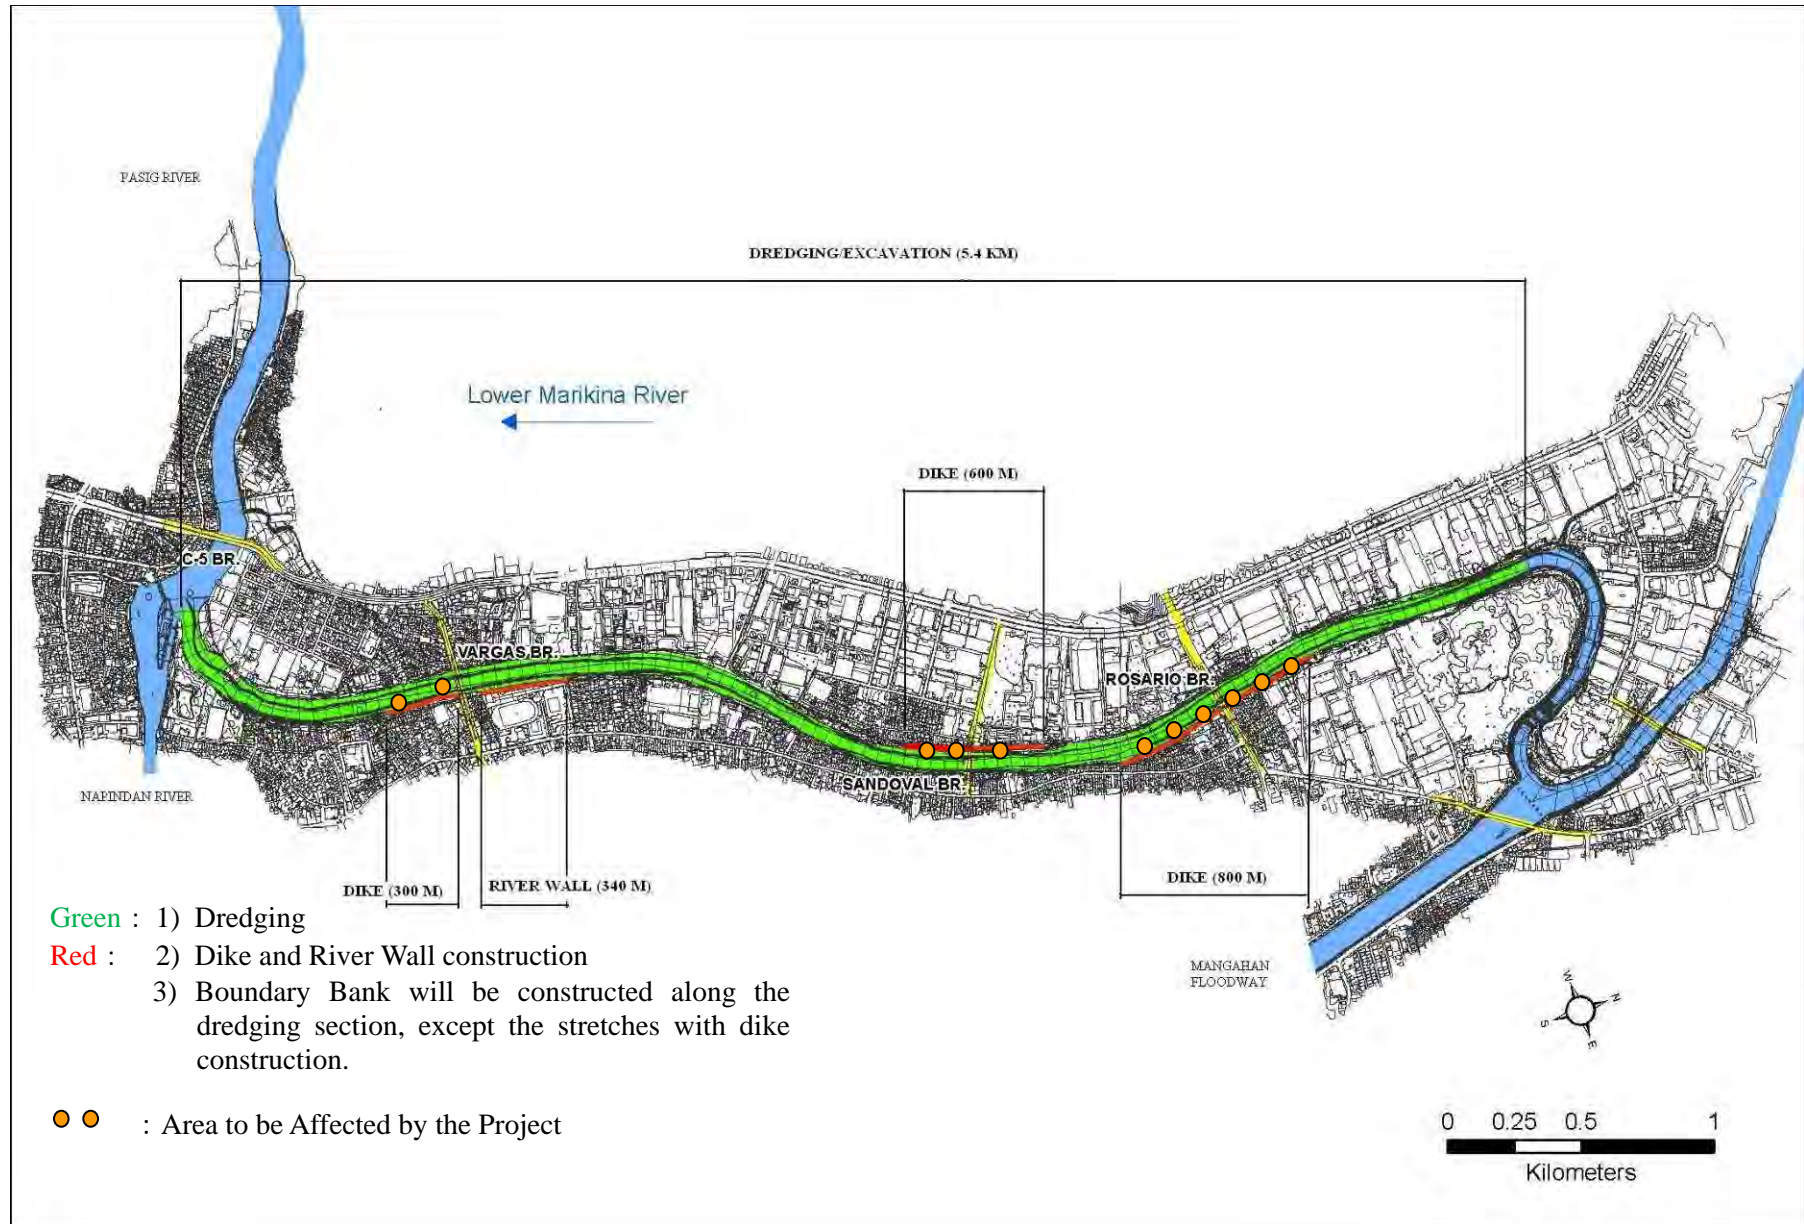 PASIG RIVER
DREDGING/EXCAVATION (5.4 KM)
Lower Marikina River
DIKE (600 M)
C-5 BR.
VARGAS BR.
ROSARIO BR.
SANDOVAL BR.
NAPINDAN RIVER
DIKE (300 M)
RIVER WALL (340 M)
DIKE (800 M)
MANGAHAN
FLOODWAY
Green : 1) Dredging
Red : 2) Dike and River Wall construction
3) Boundary Bank will be constructed along the
dredging section, except the stretches with dike
construction.
: Area to be Affected by the Project
W
N
S
E
0 0.25 0.5 1
Kilometers